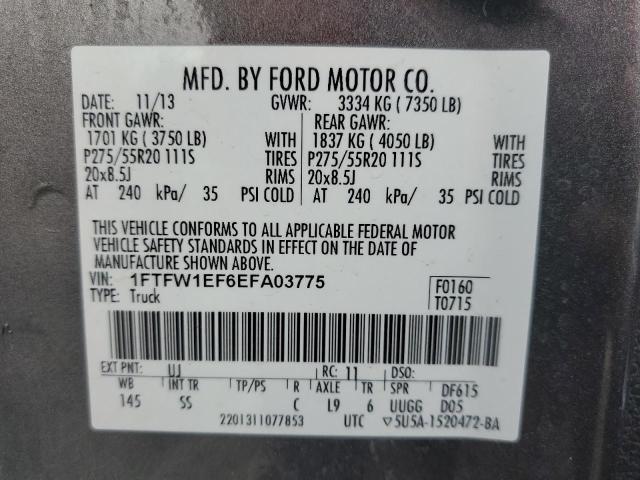 MFD. BY FORD MOTOR CO.
DATE: 11/13 GVWR: 3334 KG ( 7350 LB)
FRONT GAWR: REAR GAWR:
1701 KG ( 3750 LB) WITH 1837 KG ( 4050 LB) WITH
P275/55R20 111S TIRES P275/55R20 111S TIRES
20x8.5J RIMS 20x8.5J RIMS
AT 240 kPa/ 35 PSI COLD AT 240 kPa/ 35 PSI COLD
THIS VEHICLE CONFORMS TO ALL APPLICABLE FEDERAL MOTOR
VEHICLE SAFETY STANDARDS IN EFFECT ON THE DATE OF
MANUFACTURE SHOWN ABOVE.
VIN: 1FTFW1EF6EFA03775 F0160
TYPE: Truck T0715
EXT PNT: UJ RC: 11 DSO:
WB INT TR TP/PS R AXLE TR SPR DF615
145 SS C L9 6 UUGG D05
2201311077853 UTC ▽5U5A-1520472-BA